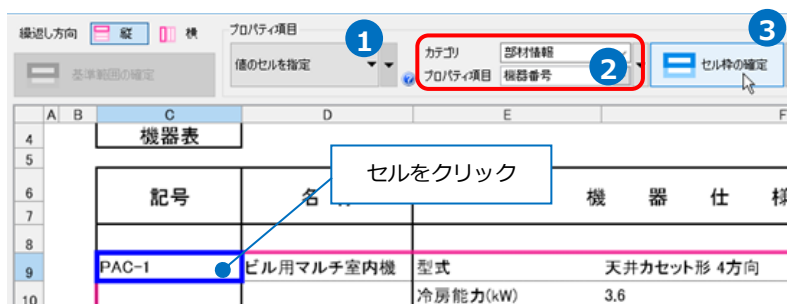 繰返し方向 縦 横 プロパティ項目
1
3
値のセルを指定
カテゴリ 部材情報
2
基準範囲の確定
プロパティ項目 機器番号
セル枠の確定
A B C D E F
4 機器表
5
セルをクリック
6 記号 名 機 器 仕 様
7
8
9 PAC-1 ビル用マルチ室内機 型式 天井カセット形 4方向
10 冷房能力(kW) 3.6